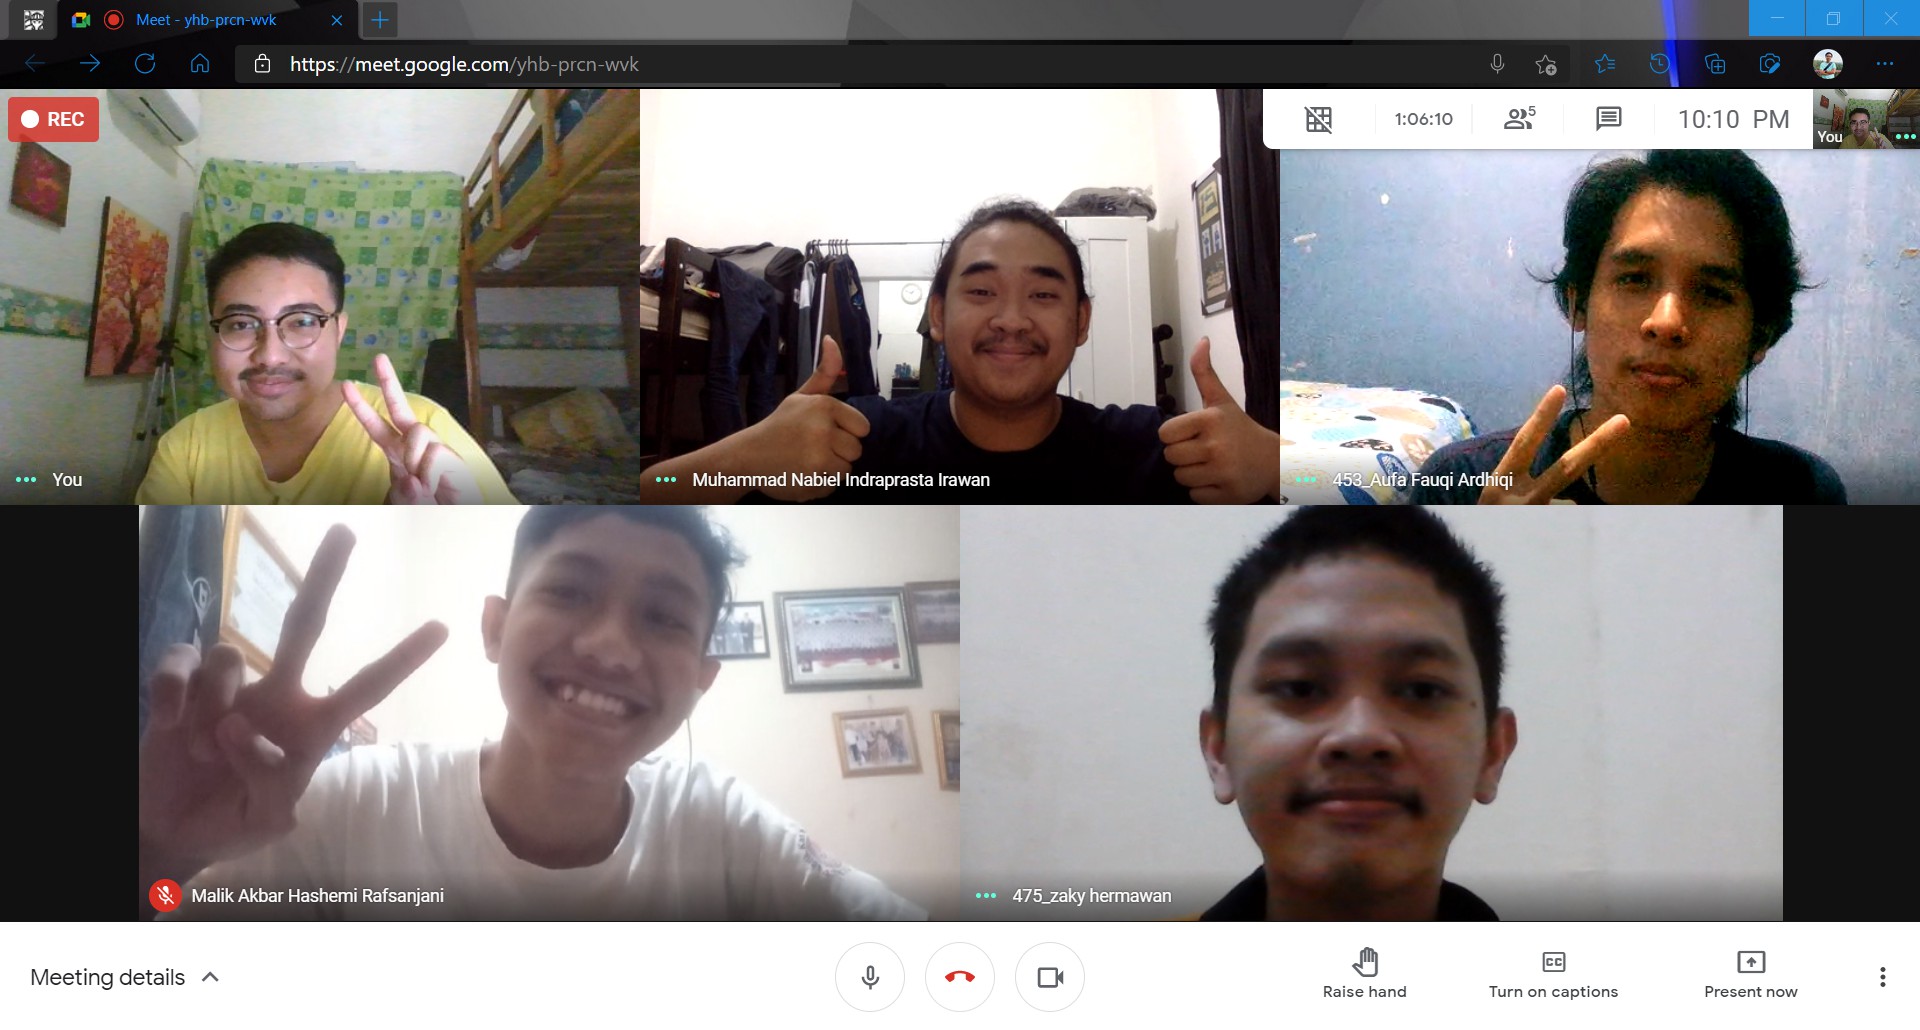 Meet - yhb-prcn-wvk
https://meet.google.com/yhb-prcn-wvk
REC
1:06:10
5
10:10 PM
You
You
Muhammad Nabiel Indraprasta Irawan
453_Aufa Fauqi Ardhiqi
Malik Akbar Hashemi Rafsanjani
475_zaky hermawan
Meeting details
CC
Raise hand
Turn on captions
Present now